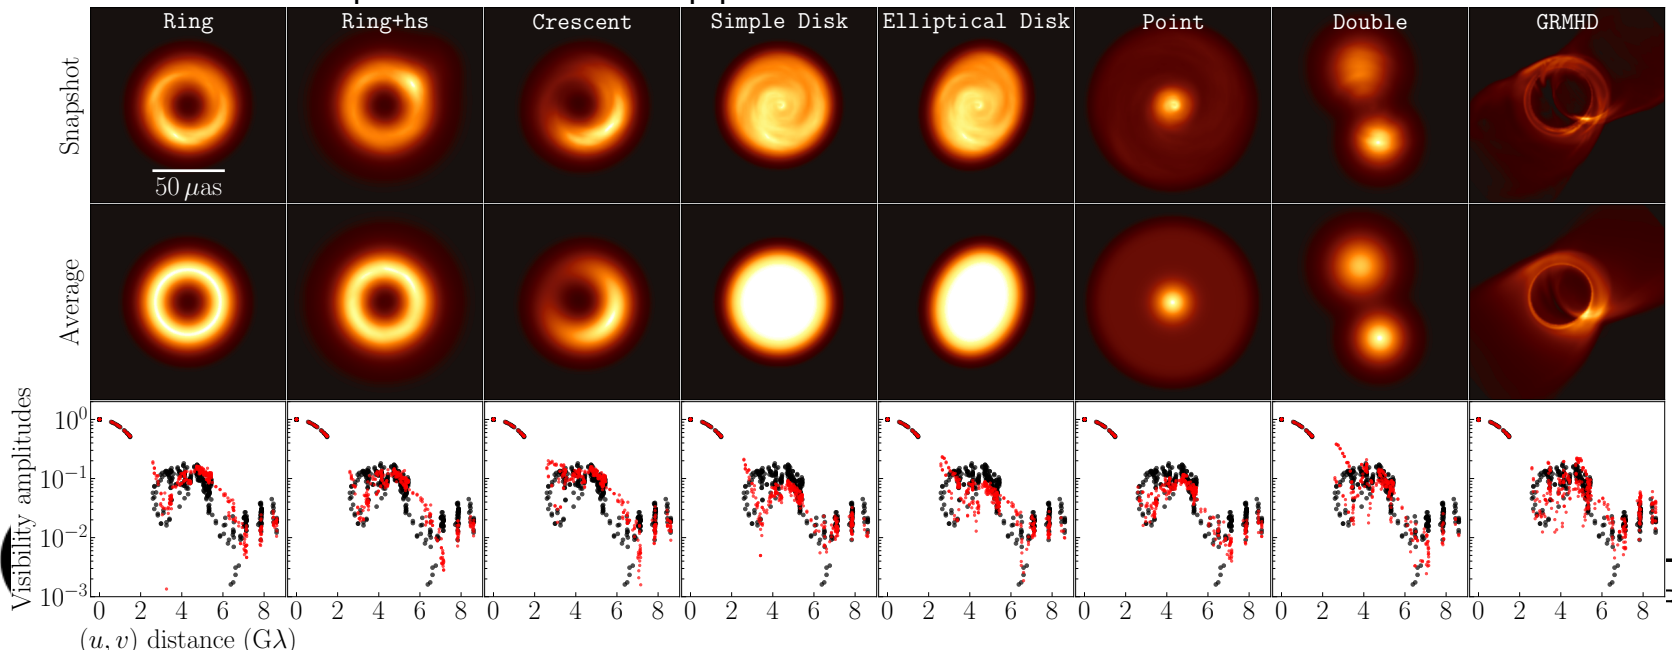 Ring Ring+hs Crescent Simple Disk Elliptical Disk Point Double GRMHD
Snapshot
50 μas
Average
Visibility amplitudes
10⁰
10⁻¹
10⁻²
10⁻³
0 2 4 6 8 0 2 4 6 8 0 2 4 6 8 0 2 4 6 8 0 2 4 6 8 0 2 4 6 8 0 2 4 6 8 0 2 4 6 8
(u, v) distance (Gλ)